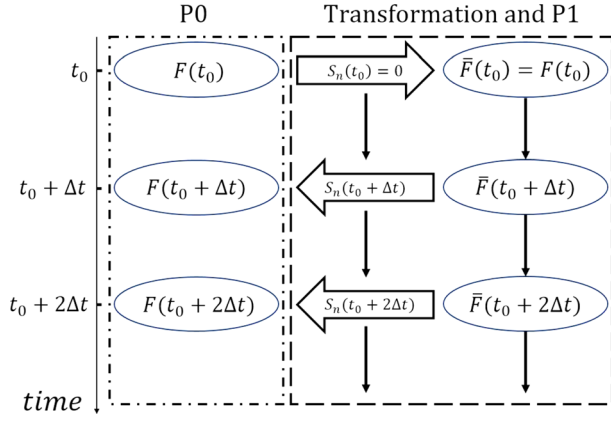 P0 Transformation and P1
t₀ F(t₀) Sₙ(t₀) = 0 F̄(t₀) = F(t₀)
t₀ + Δt F(t₀ + Δt) Sₙ(t₀ + Δt) F̄(t₀ + Δt)
t₀ + 2Δt F(t₀ + 2Δt) Sₙ(t₀ + 2Δt) F̄(t₀ + 2Δt)
time